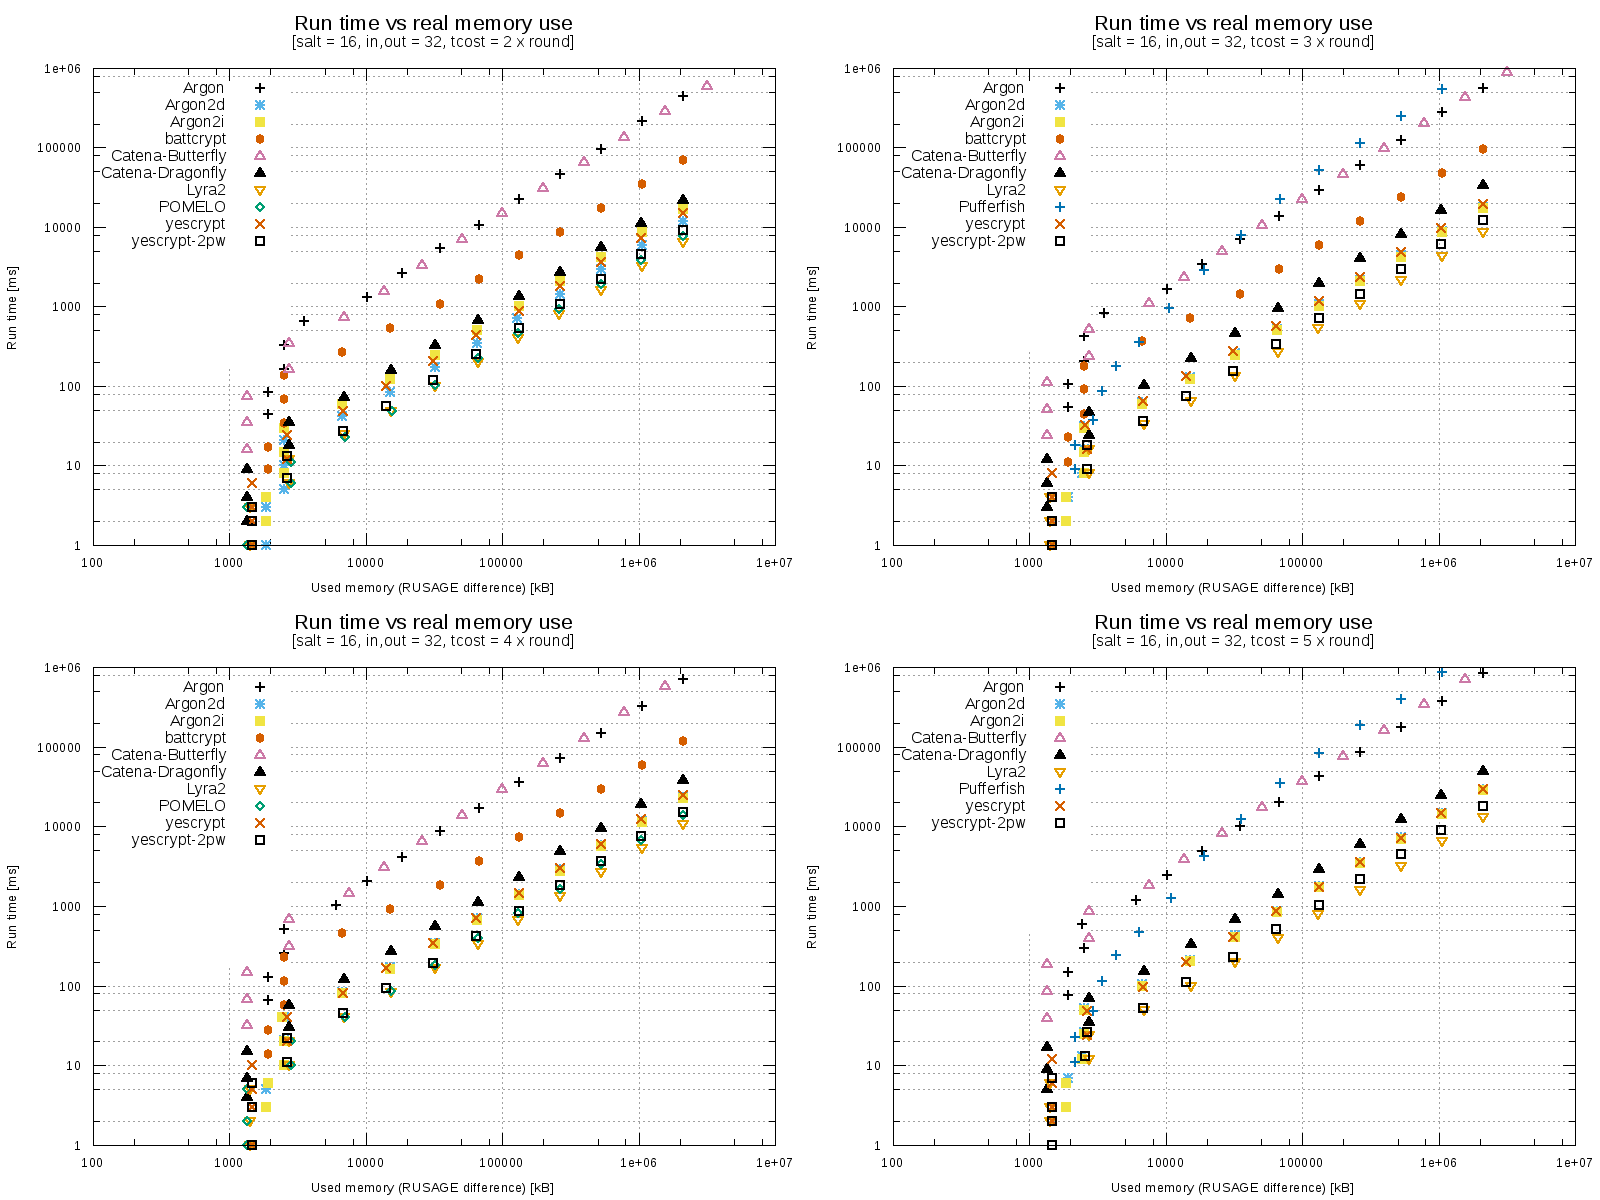 Run time vs real memory use
[salt = 16, in,out = 32, tcost = 2 x round]
1e+06
100000
10000
1000
100
10
1
Run time [ms]
Argon
Argon2d
Argon2i
battcrypt
Catena-Butterfly
Catena-Dragonfly
Lyra2
POMELO
yescrypt
yescrypt-2pw
100 1000 10000 100000 1e+06 1e+07
Used memory (RUSAGE difference) [kB]
Run time vs real memory use
[salt = 16, in,out = 32, tcost = 3 x round]
1e+06
100000
10000
1000
100
10
1
Run time [ms]
Argon
Argon2d
Argon2i
battcrypt
Catena-Butterfly
Catena-Dragonfly
Lyra2
Pufferfish
yescrypt
yescrypt-2pw
100 1000 10000 100000 1e+06 1e+07
Used memory (RUSAGE difference) [kB]
Run time vs real memory use
[salt = 16, in,out = 32, tcost = 4 x round]
1e+06
100000
10000
1000
100
10
1
Run time [ms]
Argon
Argon2d
Argon2i
battcrypt
Catena-Butterfly
Catena-Dragonfly
Lyra2
POMELO
yescrypt
yescrypt-2pw
100 1000 10000 100000 1e+06 1e+07
Used memory (RUSAGE difference) [kB]
Run time vs real memory use
[salt = 16, in,out = 32, tcost = 5 x round]
1e+06
100000
10000
1000
100
10
1
Run time [ms]
Argon
Argon2d
Argon2i
Catena-Butterfly
Catena-Dragonfly
Lyra2
Pufferfish
yescrypt
yescrypt-2pw
100 1000 10000 100000 1e+06 1e+07
Used memory (RUSAGE difference) [kB]